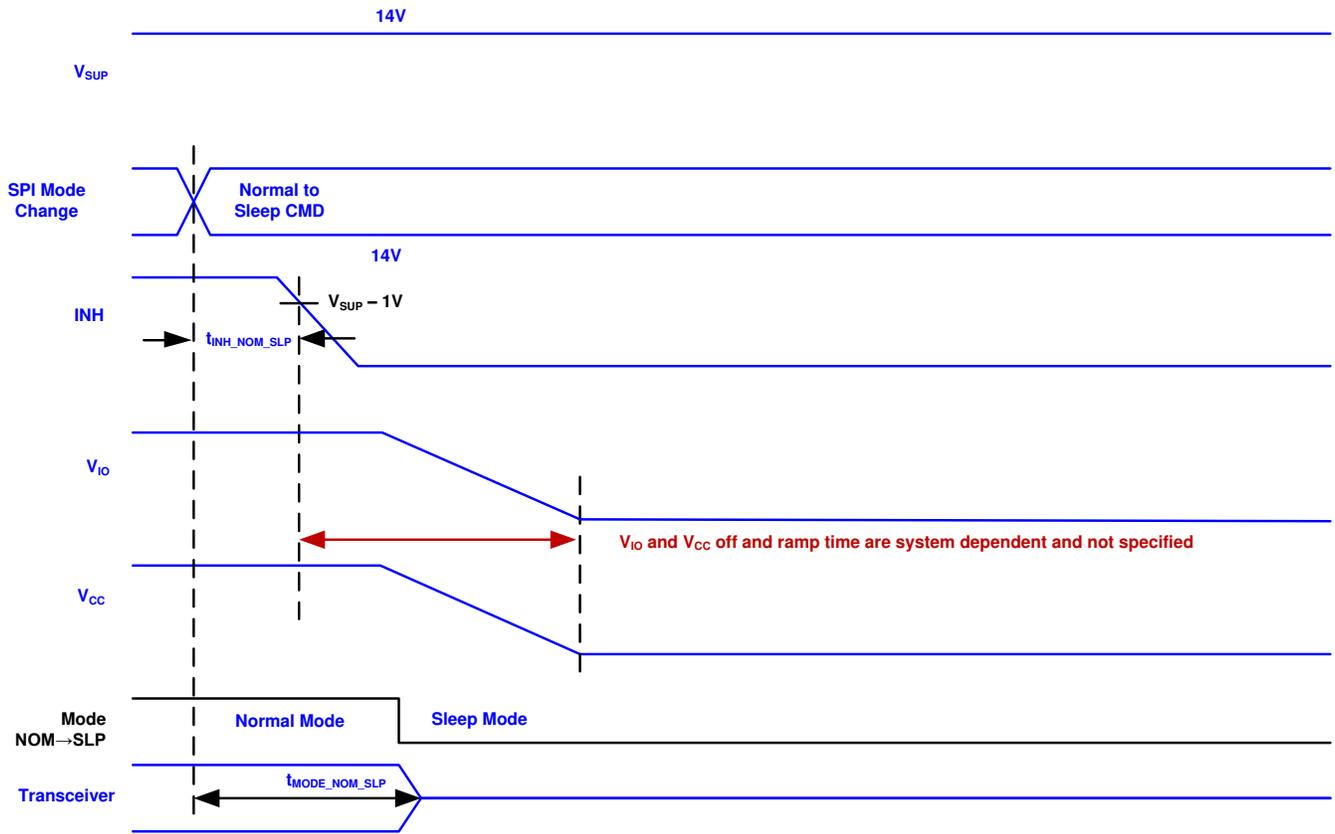 14V
VSUP
SPI Mode
Change
Normal to
Sleep CMD
14V
VSUP – 1V
INH
tINH_NOM_SLP
VIO
VIO and VCC off and ramp time are system dependent and not specified
VCC
Mode
NOM→SLP
Normal Mode
Sleep Mode
tMODE_NOM_SLP
Transceiver